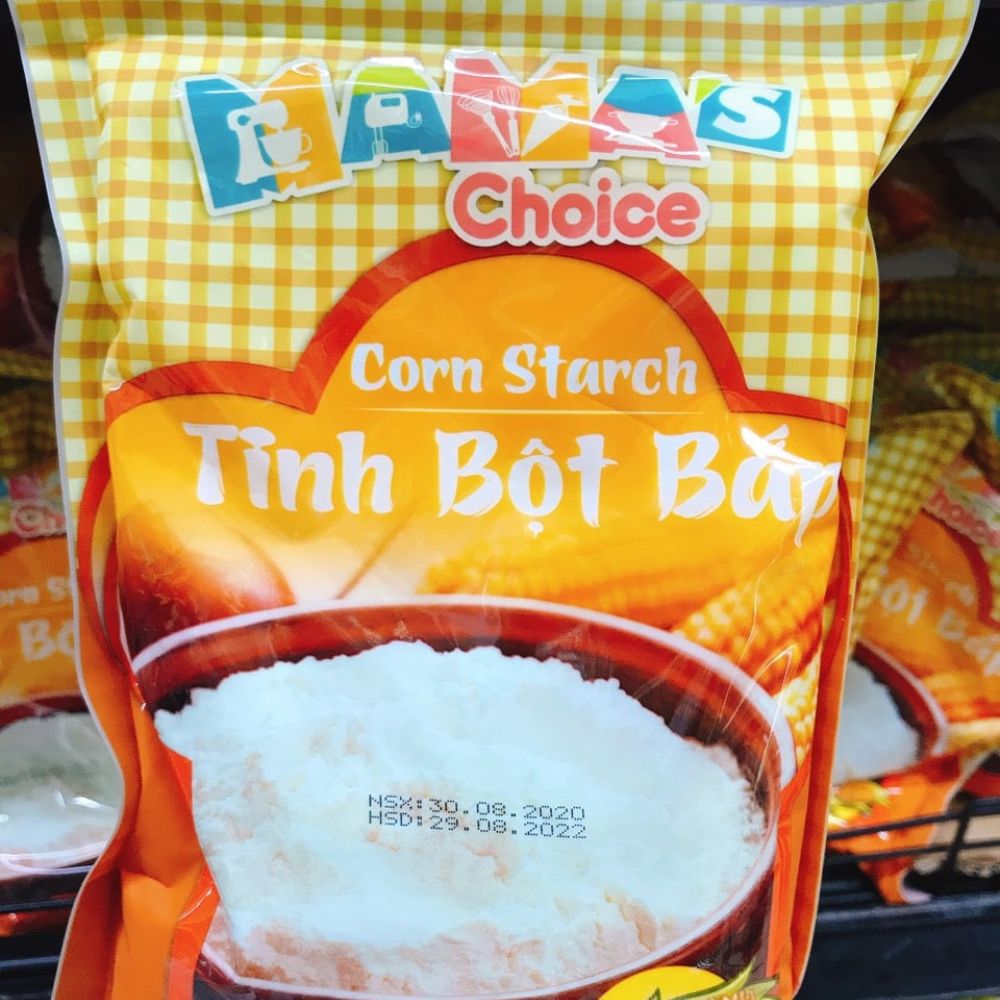 MAMA'S
Choice
Corn Starch
Tinh Bột Bắp
NSX:30.08.2020
HSD:29.08.2022